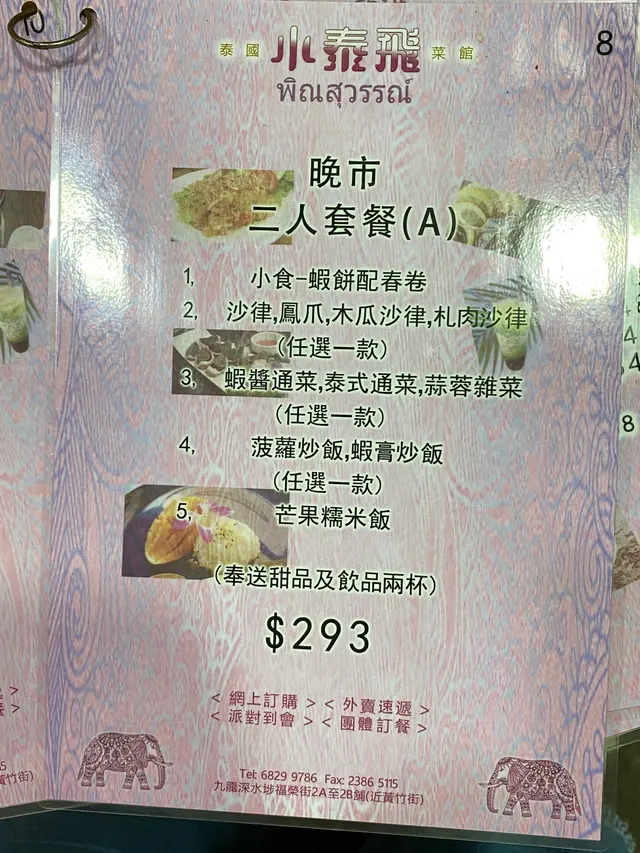 8
泰國 小泰飛 菜館
พิณสุวรรณ์
晚市
二人套餐(A)
1, 小食-蝦餅配春卷
2, 沙律,鳳爪,木瓜沙律,札肉沙律
(任選一款)
3, 蝦醬通菜,泰式通菜,蒜蓉雜菜
(任選一款)
4, 菠蘿炒飯,蝦膏炒飯
(任選一款)
5, 芒果糯米飯
(奉送甜品及飲品兩杯)
$293
< 網上訂購 > < 外賣速遞 >
< 派對到會 > < 團體訂餐 >
Tel: 6829 9786 Fax: 2386 5115
九龍深水埗福榮街2A至2B舖(近黃竹街)